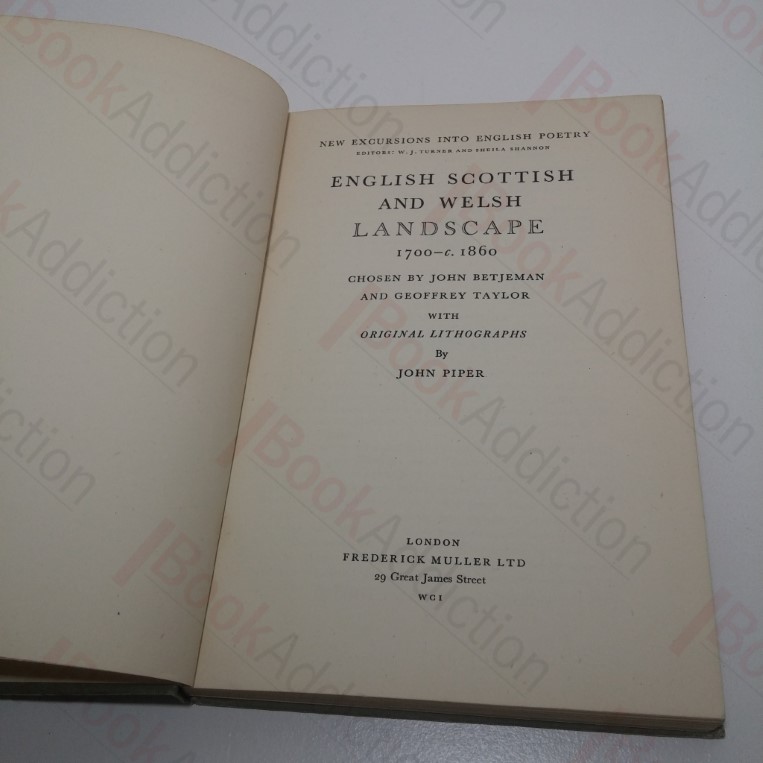 NEW EXCURSIONS INTO ENGLISH POETRY
EDITORS: W. J. TURNER AND SHEILA SHANNON
ENGLISH SCOTTISH
AND WELSH
LANDSCAPE
1700–c. 1860
CHOSEN BY JOHN BETJEMAN
AND GEOFFREY TAYLOR
WITH
ORIGINAL LITHOGRAPHS
By
JOHN PIPER
LONDON
FREDERICK MULLER LTD
29 Great James Street
WC1
BookAddiction